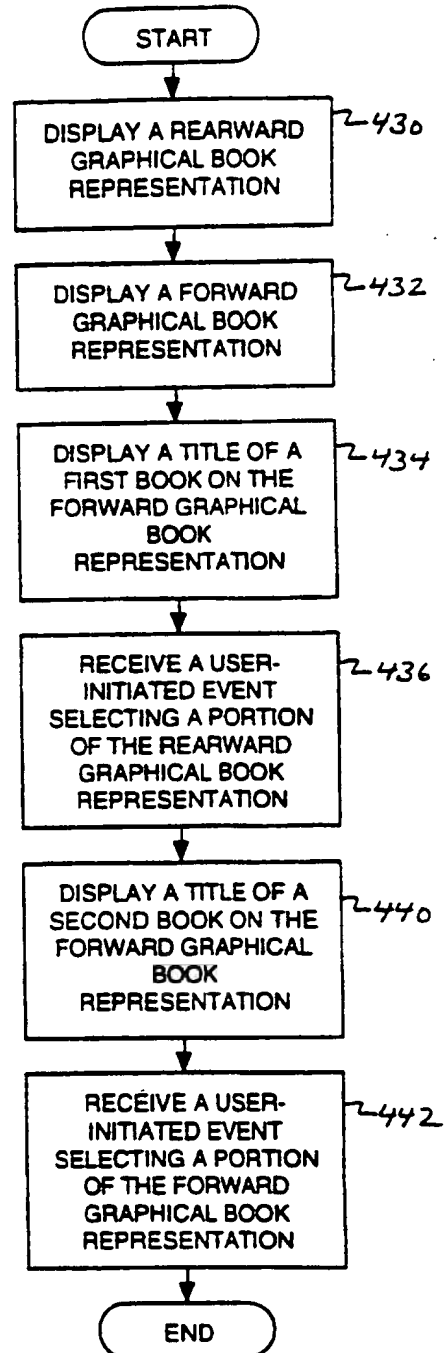 START
430
DISPLAY A REARWARD
GRAPHICAL BOOK
REPRESENTATION
432
DISPLAY A FORWARD
GRAPHICAL BOOK
REPRESENTATION
434
DISPLAY A TITLE OF A
FIRST BOOK ON THE
FORWARD GRAPHICAL
BOOK
REPRESENTATION
436
RECEIVE A USER-
INITIATED EVENT
SELECTING A PORTION
OF THE REARWARD
GRAPHICAL BOOK
REPRESENTATION
440
DISPLAY A TITLE OF A
SECOND BOOK ON THE
FORWARD GRAPHICAL
BOOK
REPRESENTATION
442
RECEIVE A USER-
INITIATED EVENT
SELECTING A PORTION
OF THE FORWARD
GRAPHICAL BOOK
REPRESENTATION
END